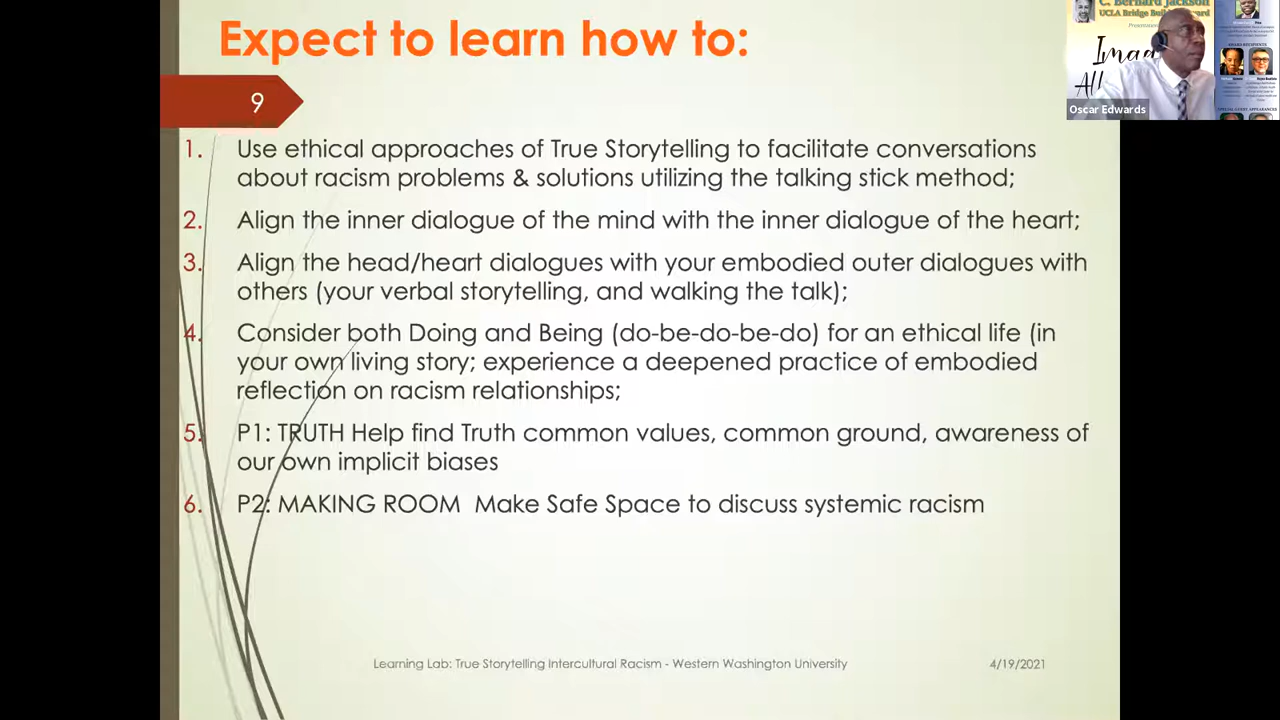 Expect to learn how to:
9
1. Use ethical approaches of True Storytelling to facilitate conversations
about racism problems & solutions utilizing the talking stick method;
2. Align the inner dialogue of the mind with the inner dialogue of the heart;
3. Align the head/heart dialogues with your embodied outer dialogues with
others (your verbal storytelling, and walking the talk);
4. Consider both Doing and Being (do-be-do-be-do) for an ethical life (in
your own living story; experience a deepened practice of embodied
reflection on racism relationships;
5. P1: TRUTH Help find Truth common values, common ground, awareness of
our own implicit biases
6. P2: MAKING ROOM  Make Safe Space to discuss systemic racism
Learning Lab: True Storytelling Intercultural Racism - Western Washington University
4/19/2021
C. Bernard Jackson
UCLA Bridge
All
Oscar Edwards